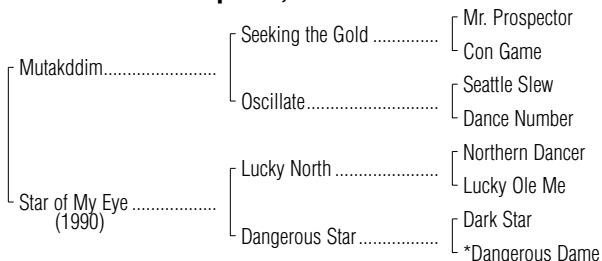 Mr. Prospector
Seeking the Gold ..............
Con Game
Mutakddim........................
Seattle Slew
Oscillate............................
Dance Number
Northern Dancer
Lucky North ......................
Lucky Ole Me
Star of My Eye ..................
(1990)
Dark Star
Dangerous Star.................
*Dangerous Dame